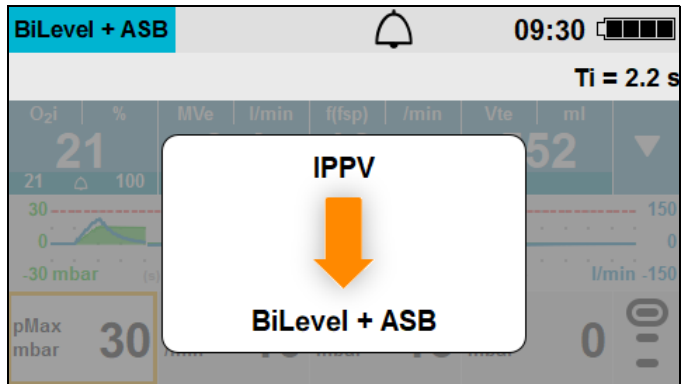 BiLevel + ASB 09:30
Ti = 2.2 s
O₂i % MVe l/min f(fsp) /min Vte ml
21 52
21 100
30 150
0 0
-30 mbar (s) l/min -150
IPPV
BiLevel + ASB
pMax
mbar 30 0